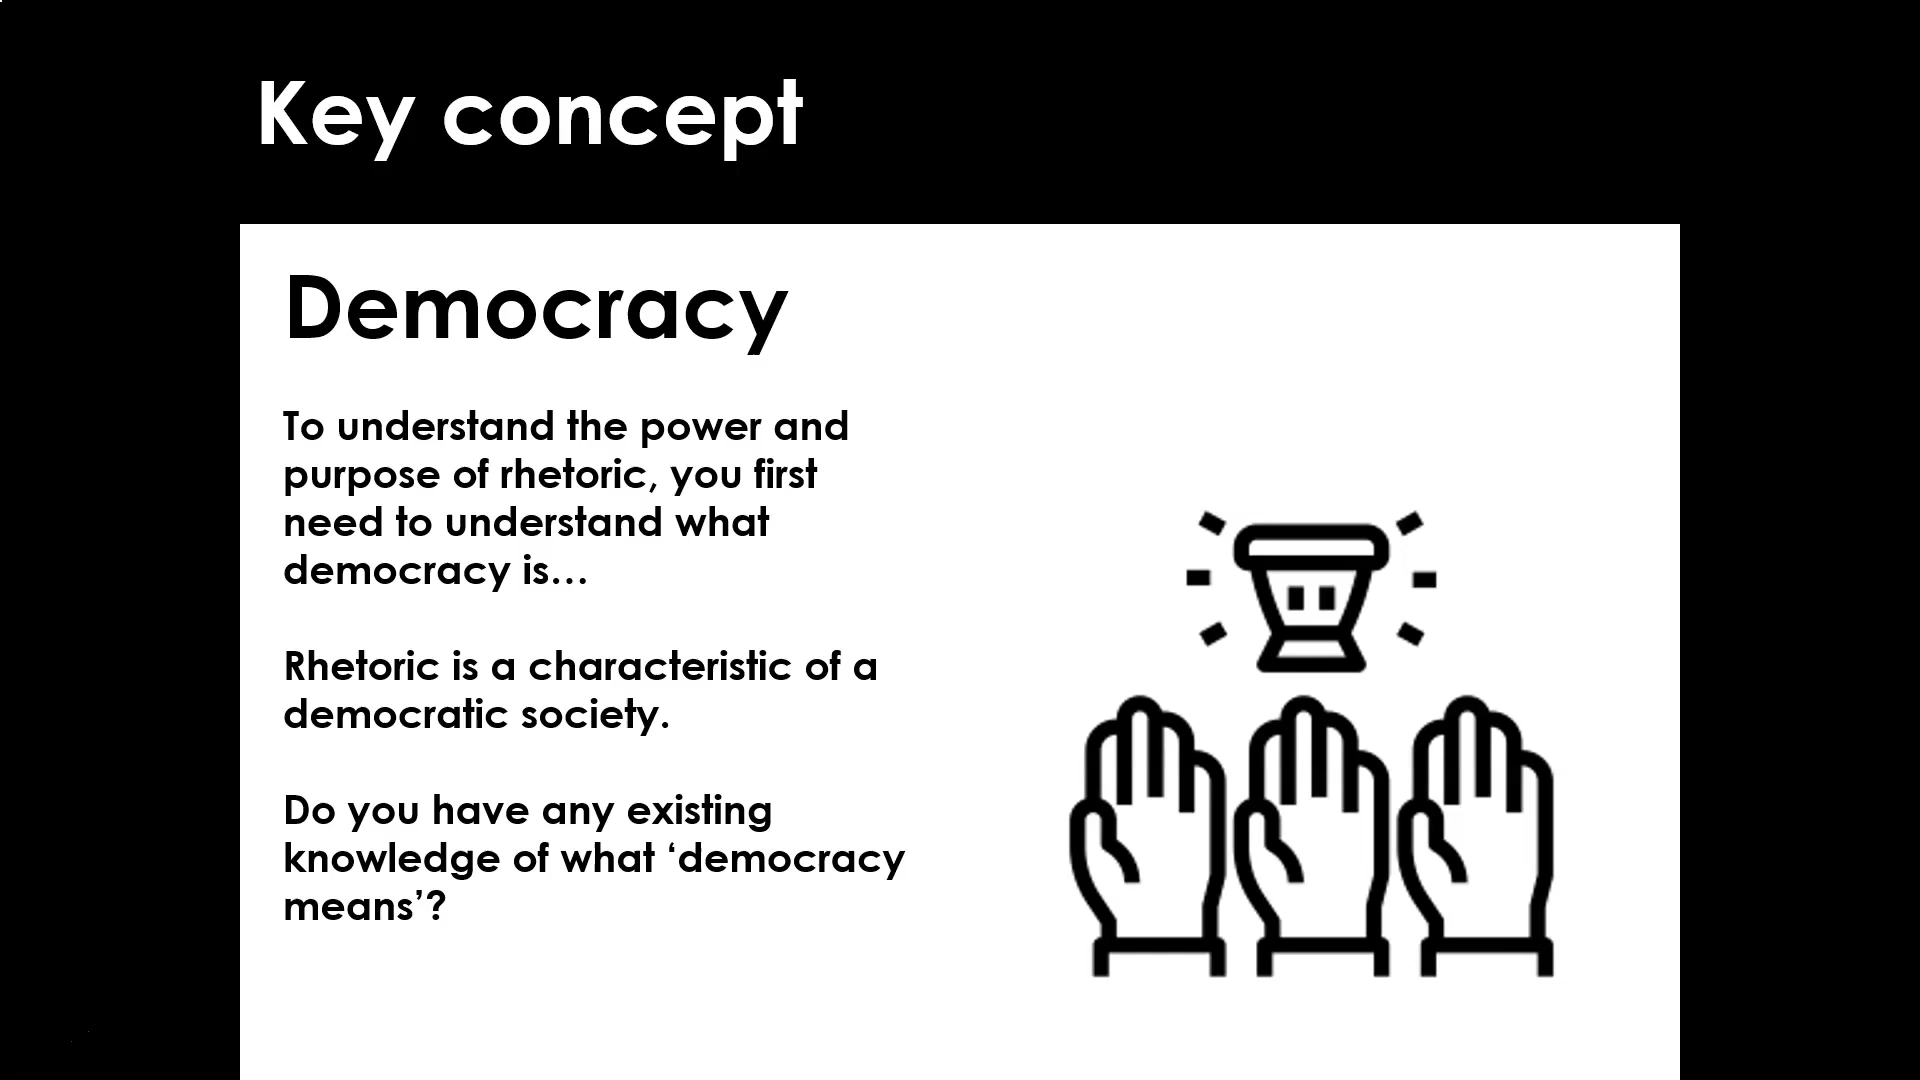 Key concept
Democracy
To understand the power and
purpose of rhetoric, you first
need to understand what
democracy is…
Rhetoric is a characteristic of a
democratic society.
Do you have any existing
knowledge of what ‘democracy
means’?